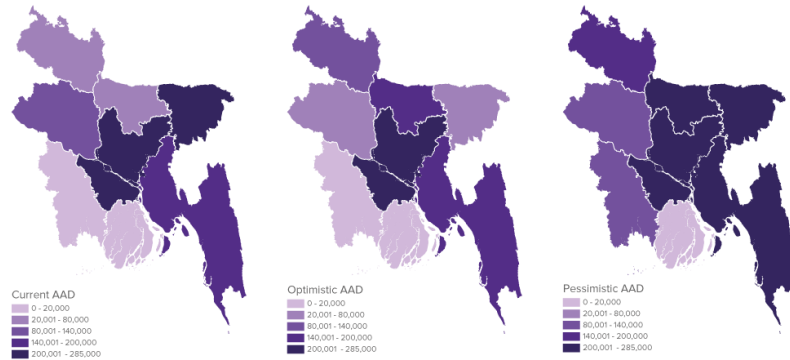 Current AAD
0 - 20,000
20,001 - 80,000
80,001 - 140,000
140,001 - 200,000
200,001 - 285,000
Optimistic AAD
0 - 20,000
20,001 - 80,000
80,001 - 140,000
140,001 - 200,000
200,001 - 285,000
Pessimistic AAD
0 - 20,000
20,001 - 80,000
80,001 - 140,000
140,001 - 200,000
200,001 - 285,000